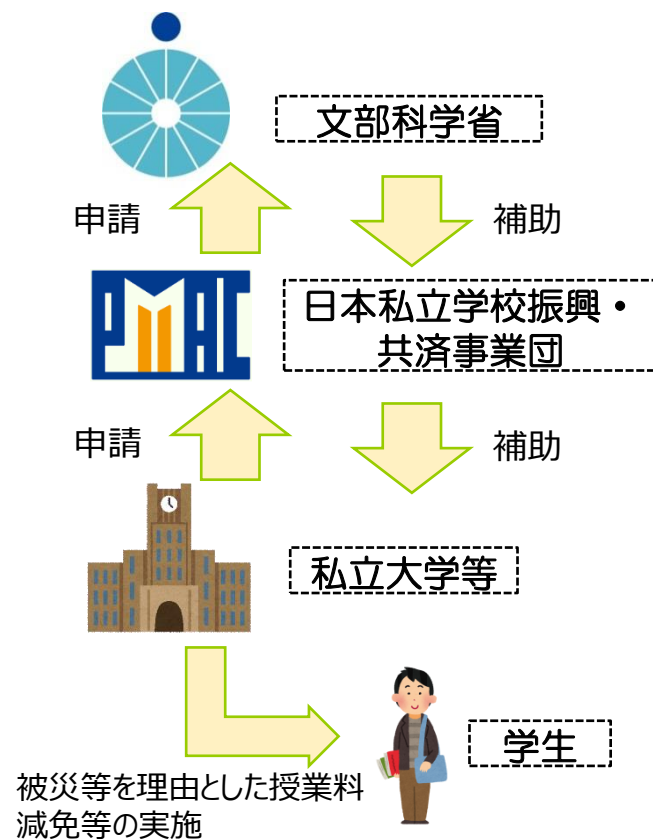 文部科学省
申請
補助
PMAC
日本私立学校振興・
共済事業団
申請
補助
私立大学等
学生
被災等を理由とした授業料
減免等の実施